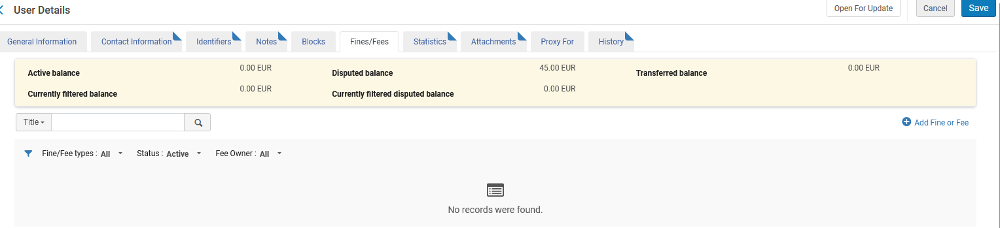 User Details
Open For Update
Cancel
Save
General Information
Contact Information
Identifiers
Notes
Blocks
Fines/Fees
Statistics
Attachments
Proxy For
History
Active balance 0.00 EUR Disputed balance 45.00 EUR Transferred balance 0.00 EUR
Currently filtered balance 0.00 EUR Currently filtered disputed balance 0.00 EUR
Title
Add Fine or Fee
Fine/Fee types : All Status : Active Fee Owner : All
No records were found.